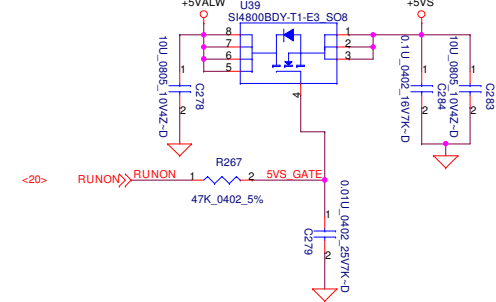 +5VALW
U39
SI4800BDY-T1-E3_SO8
+5VS
8
7
6
5
1
2
3
4
10U_0805_10V4Z~D
1
2
C278
0.1U_0402_16V7K~D
1
2
C284
10U_0805_10V4Z~D
1
2
C283
<20>
RUNON
RUNON
1
R267
2
47K_0402_5%
5VS_GATE
0.01U_0402_25V7K~D
1
2
C279